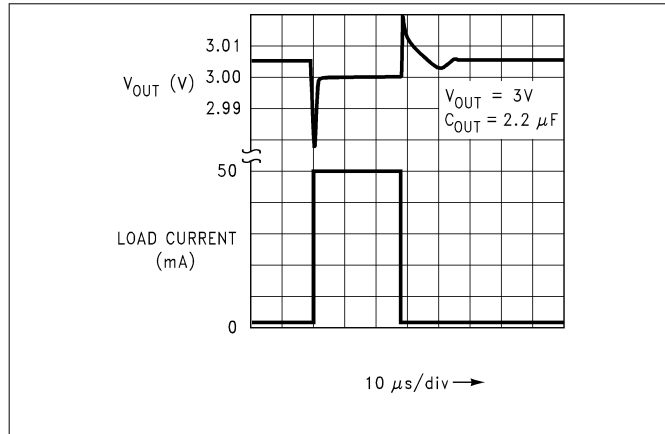 3.01
V_OUT (V) 3.00
2.99
V_OUT = 3V
C_OUT = 2.2 μF
50
LOAD CURRENT
(mA)
0
10 μs/div →